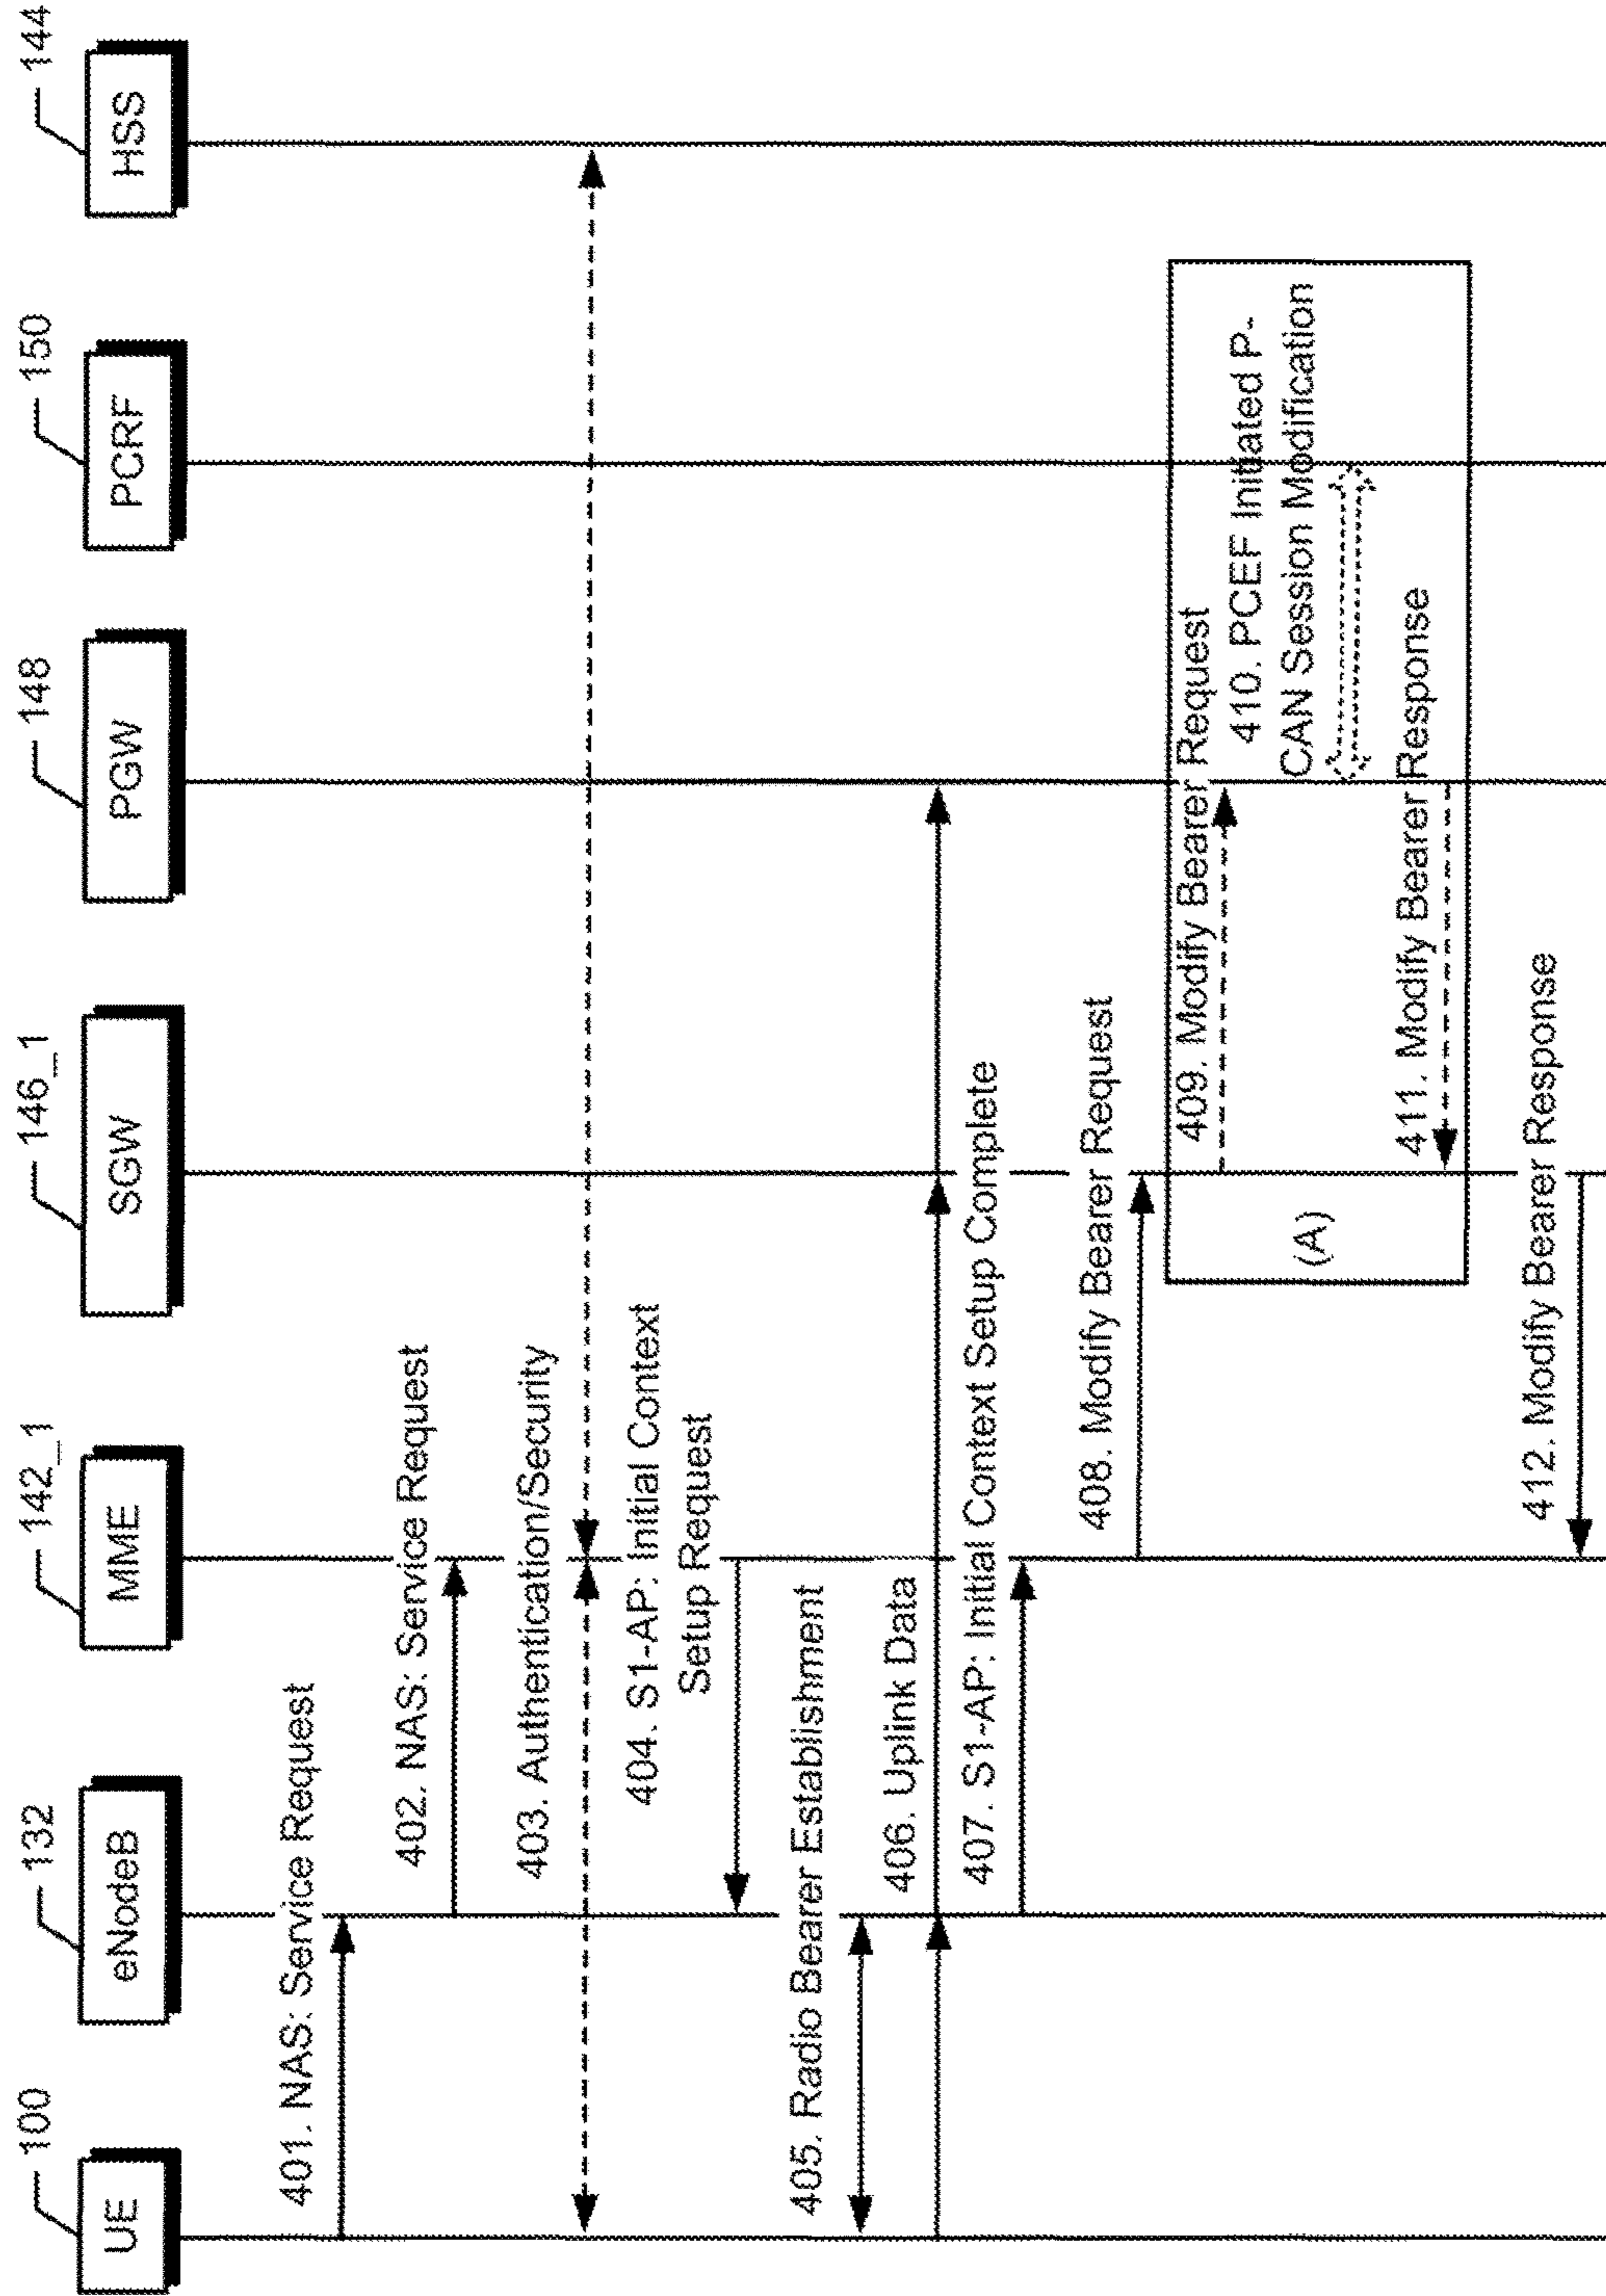 100
132
142_1
146_1
148
150
144
UE
eNodeB
MME
SGW
PGW
PCRF
HSS
401. NAS: Service Request
402. NAS: Service Request
403. Authentication/Security
404. S1-AP: Initial Context
Setup Request
405. Radio Bearer Establishment
406. Uplink Data
407. S1-AP: Initial Context Setup Complete
408. Modify Bearer Request
409. Modify Bearer Request
410. PCEF Initiated P-
CAN Session Modification
(A)
411. Modify Bearer Response
412. Modify Bearer Response